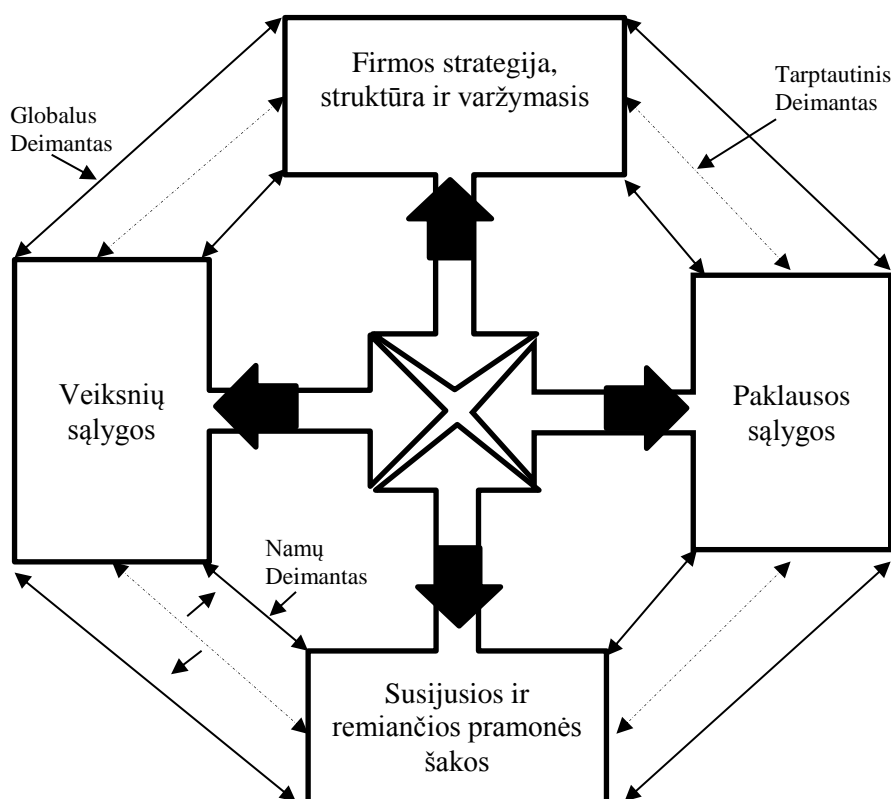 Firmos strategija,
struktūra ir varžymasis
Tarptautinis
Deimantas
Globalus
Deimantas
Veiksnių
sąlygos
Paklausos
sąlygos
Namų
Deimantas
Susijusios ir
remiančios pramonės
šakos